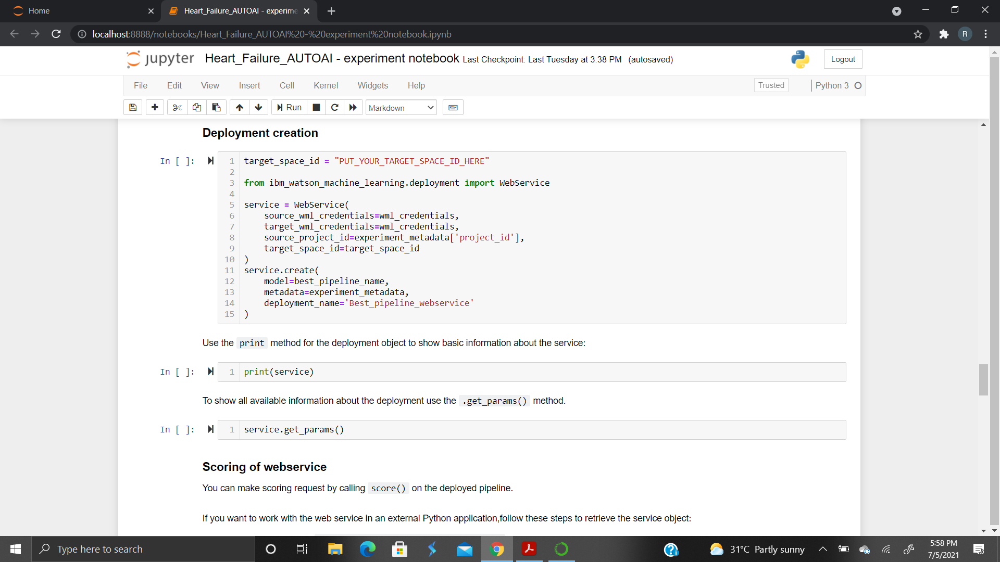 Home
Heart_Failure_AUTOAI - experime
localhost:8888/notebooks/Heart_Failure_AUTOAI%20-%20experiment%20notebook.ipynb
R
jupyter Heart_Failure_AUTOAI - experiment notebook Last Checkpoint: Last Tuesday at 3:38 PM (autosaved)
Logout
File Edit View Insert Cell Kernel Widgets Help
Trusted
Python 3
Run
Markdown
Deployment creation
In [ ]:
1 target_space_id = "PUT_YOUR_TARGET_SPACE_ID_HERE"
2
3 from ibm_watson_machine_learning.deployment import WebService
4
5 service = WebService(
6 source_wml_credentials=wml_credentials,
7 target_wml_credentials=wml_credentials,
8 source_project_id=experiment_metadata['project_id'],
9 target_space_id=target_space_id
10 )
11 service.create(
12 model=best_pipeline_name,
13 metadata=experiment_metadata,
14 deployment_name='Best_pipeline_webservice'
15 )
Use the print method for the deployment object to show basic information about the service:
In [ ]:
1 print(service)
To show all available information about the deployment use the .get_params() method.
In [ ]:
1 service.get_params()
Scoring of webservice
You can make scoring request by calling score() on the deployed pipeline.
If you want to work with the web service in an external Python application,follow these steps to retrieve the service object:
Type here to search
31°C Partly sunny
5:58 PM
7/5/2021